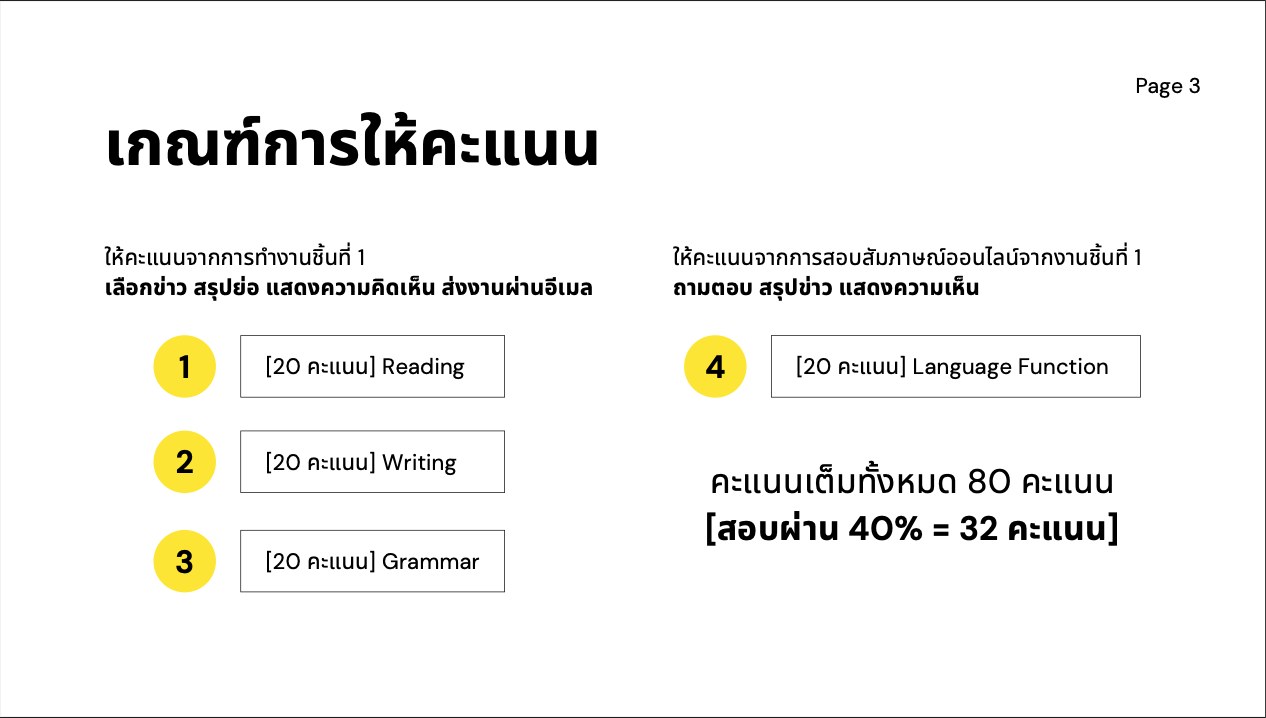 Page 3
เกณฑ์การให้คะแนน
ให้คะแนนจากการทำงานชิ้นที่ 1
เลือกข่าว สรุปย่อ แสดงความคิดเห็น ส่งงานผ่านอีเมล
1
[20 คะแนน] Reading
2
[20 คะแนน] Writing
3
[20 คะแนน] Grammar
ให้คะแนนจากการสอบสัมภาษณ์ออนไลน์จากงานชิ้นที่ 1
ถามตอบ สรุปข่าว แสดงความเห็น
4
[20 คะแนน] Language Function
คะแนนเต็มทั้งหมด 80 คะแนน
[สอบผ่าน 40% = 32 คะแนน]